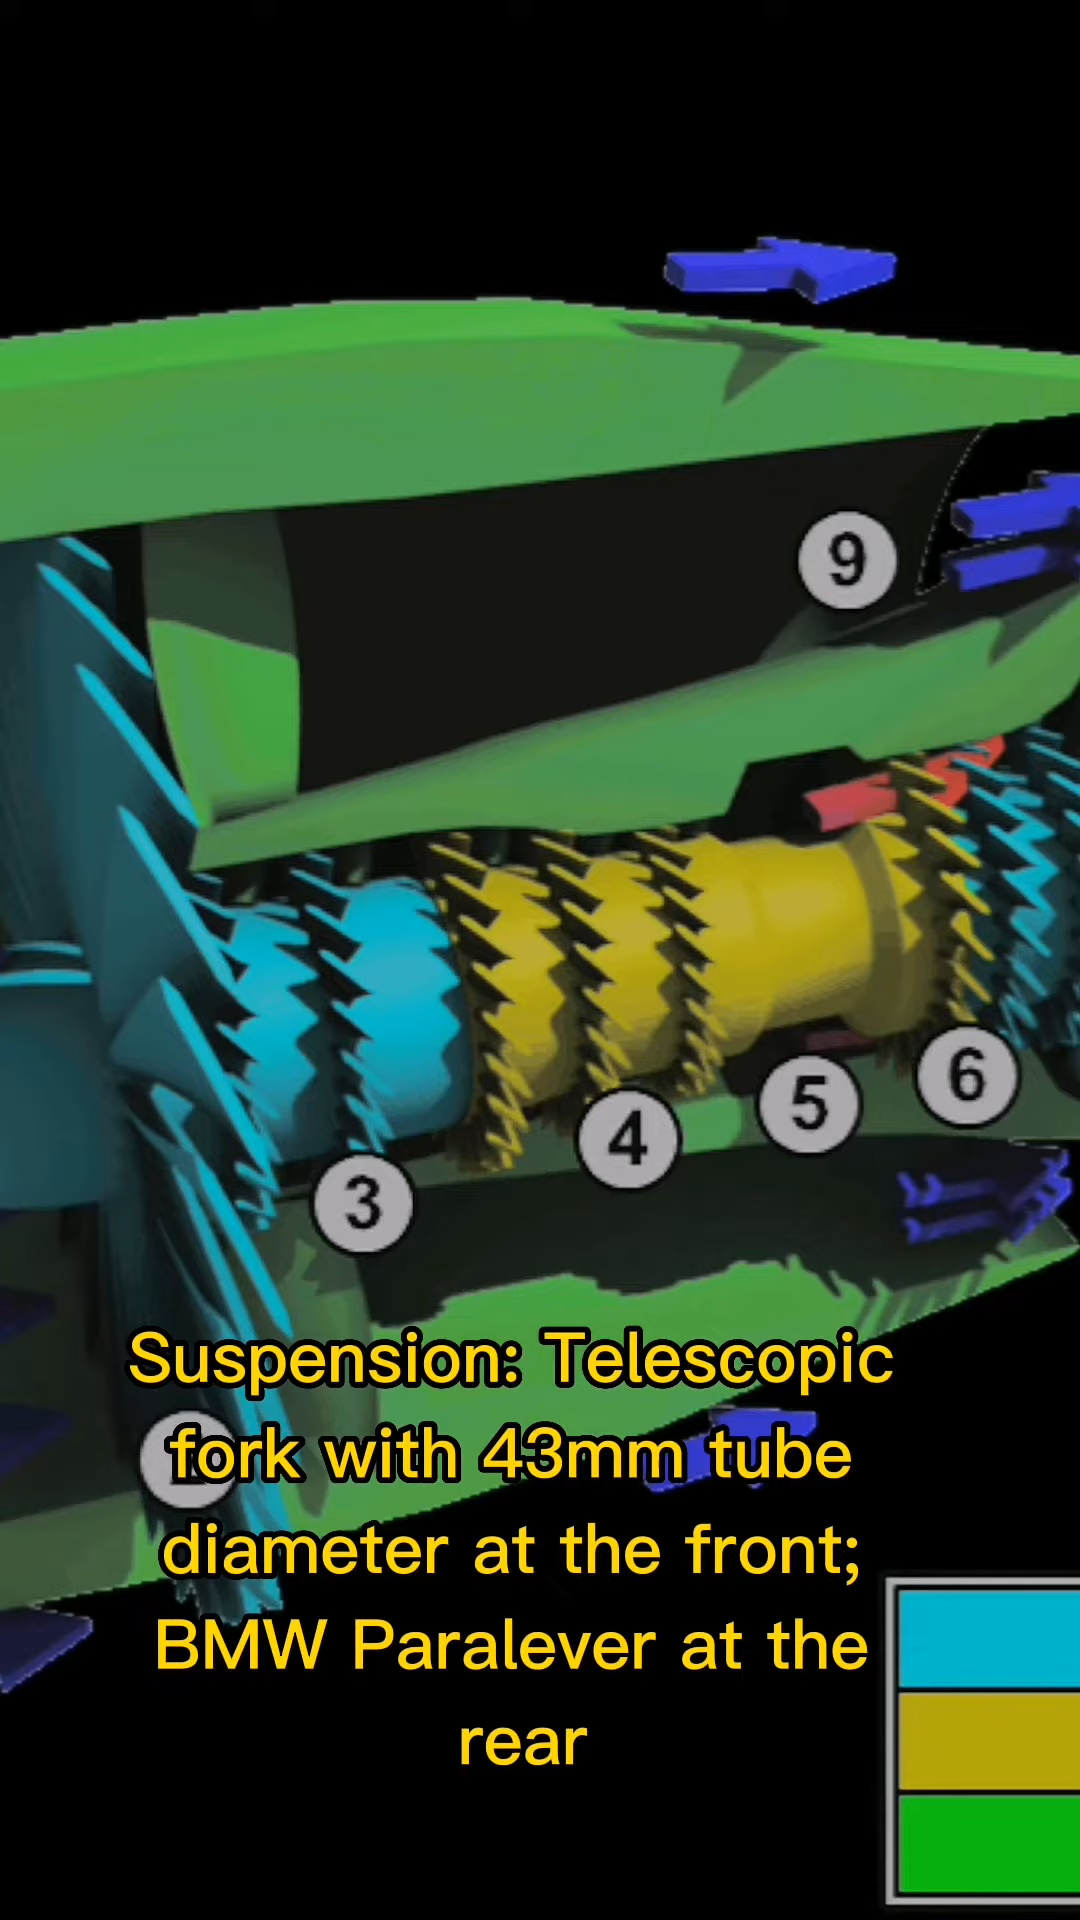 9
6
5
4
3
Suspension: Telescopic
fork with 43mm tube
diameter at the front;
BMW Paralever at the
rear